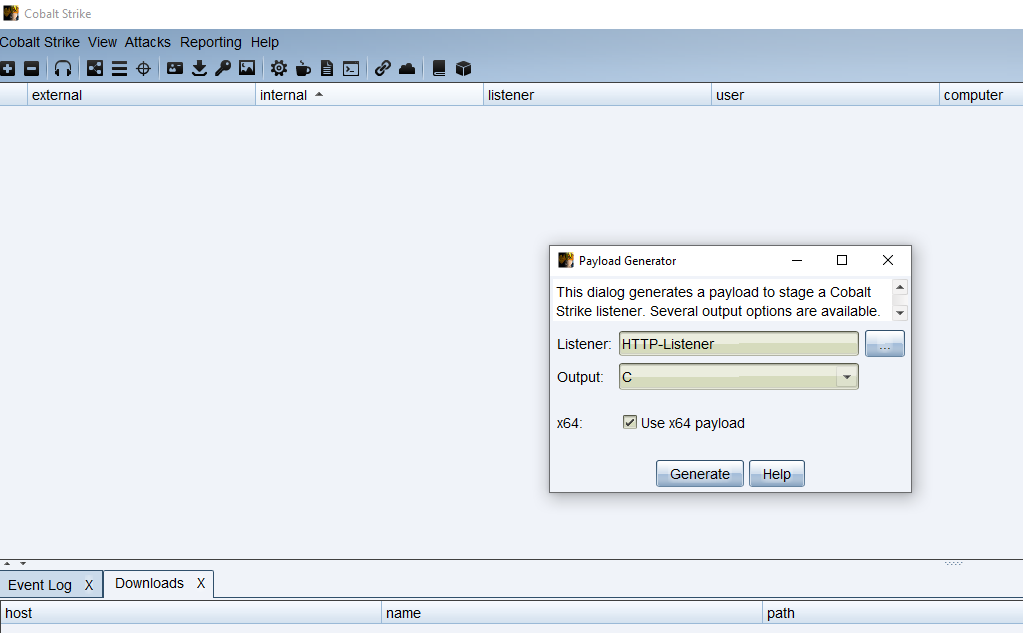 Cobalt Strike
Cobalt Strike View Attacks Reporting Help
external internal listener user computer
Payload Generator
This dialog generates a payload to stage a Cobalt
Strike listener. Several output options are available.
Listener: HTTP-Listener ...
Output: C
x64: Use x64 payload
Generate Help
Event Log X Downloads X
host name path